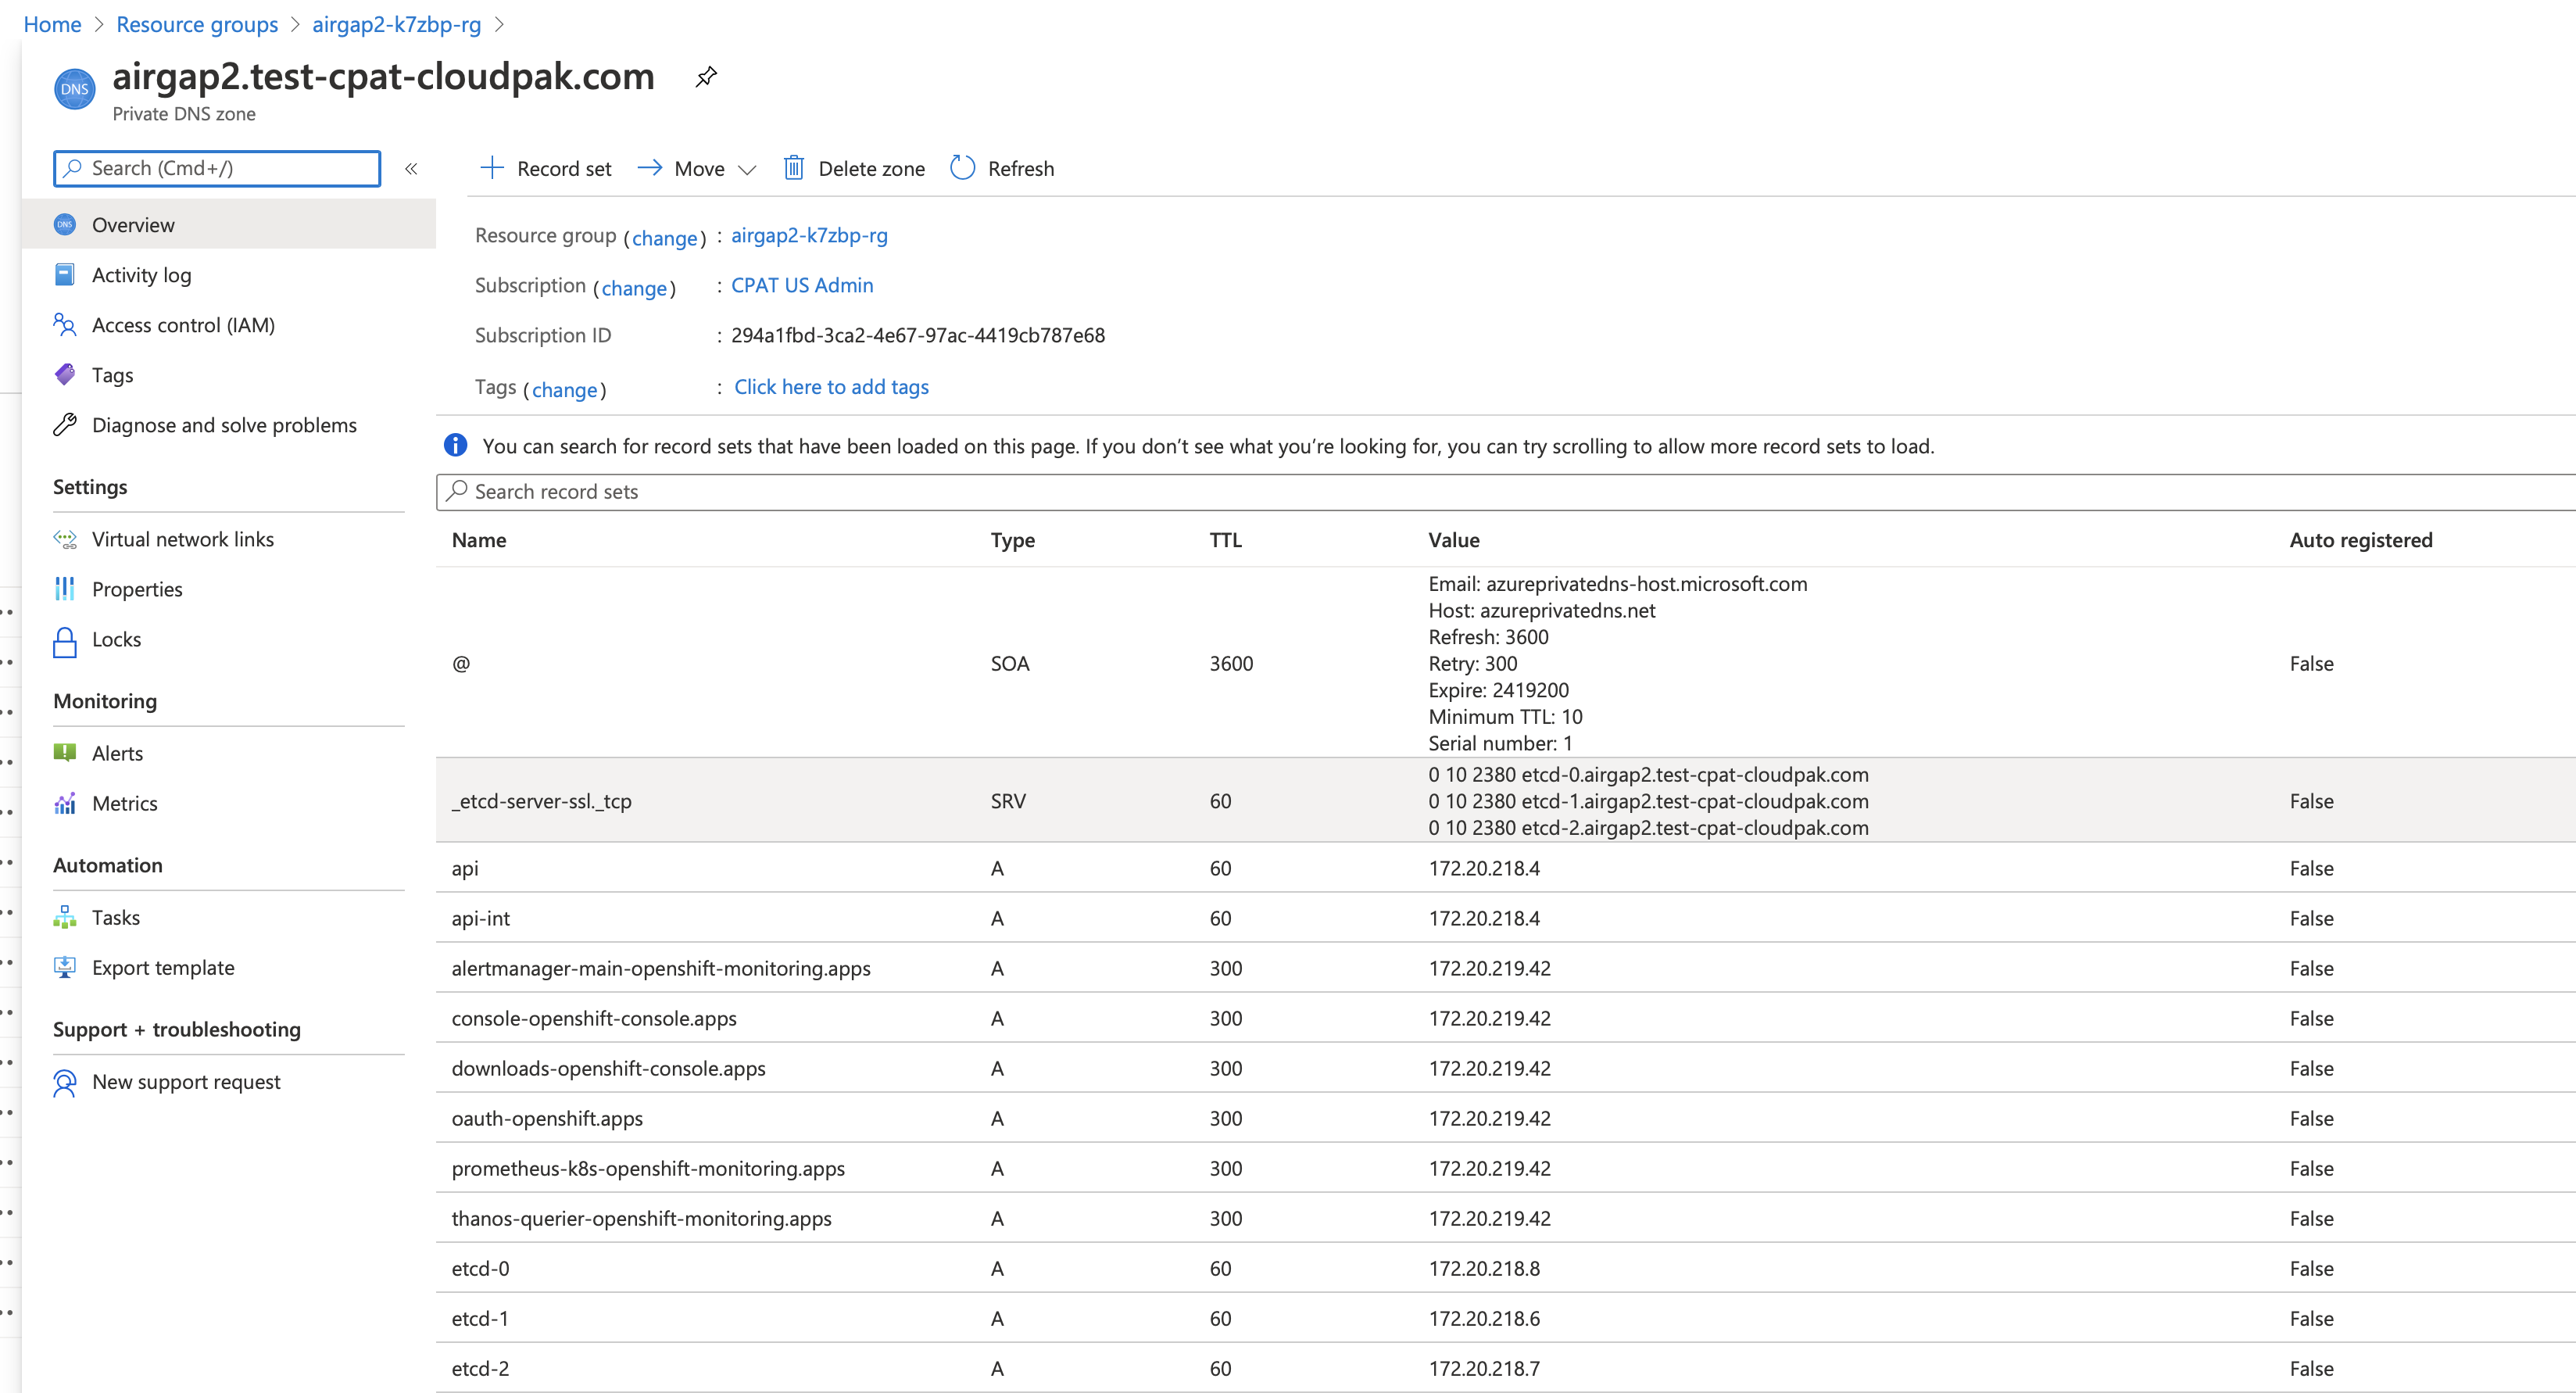 Home > Resource groups > airgap2-k7zbp-rg >
DNS airgap2.test-cpat-cloudpak.com
Private DNS zone
Search (Cmd+/) «
Record set Move Delete zone Refresh
DNS Overview
Activity log
Access control (IAM)
Tags
Diagnose and solve problems
Settings
Virtual network links
Properties
Locks
Monitoring
Alerts
Metrics
Automation
Tasks
Export template
Support + troubleshooting
New support request
Resource group (change) : airgap2-k7zbp-rg
Subscription (change) : CPAT US Admin
Subscription ID : 294a1fbd-3ca2-4e67-97ac-4419cb787e68
Tags (change) : Click here to add tags
You can search for record sets that have been loaded on this page. If you don't see what you're looking for, you can try scrolling to allow more record sets to load.
Search record sets
Name Type TTL Value Auto registered
Email: azureprivatedns-host.microsoft.com
Host: azureprivatedns.net
Refresh: 3600
@ SOA 3600 Retry: 300 False
Expire: 2419200
Minimum TTL: 10
Serial number: 1
0 10 2380 etcd-0.airgap2.test-cpat-cloudpak.com
_etcd-server-ssl._tcp SRV 60 0 10 2380 etcd-1.airgap2.test-cpat-cloudpak.com False
0 10 2380 etcd-2.airgap2.test-cpat-cloudpak.com
api A 60 172.20.218.4 False
api-int A 60 172.20.218.4 False
alertmanager-main-openshift-monitoring.apps A 300 172.20.219.42 False
console-openshift-console.apps A 300 172.20.219.42 False
downloads-openshift-console.apps A 300 172.20.219.42 False
oauth-openshift.apps A 300 172.20.219.42 False
prometheus-k8s-openshift-monitoring.apps A 300 172.20.219.42 False
thanos-querier-openshift-monitoring.apps A 300 172.20.219.42 False
etcd-0 A 60 172.20.218.8 False
etcd-1 A 60 172.20.218.6 False
etcd-2 A 60 172.20.218.7 False